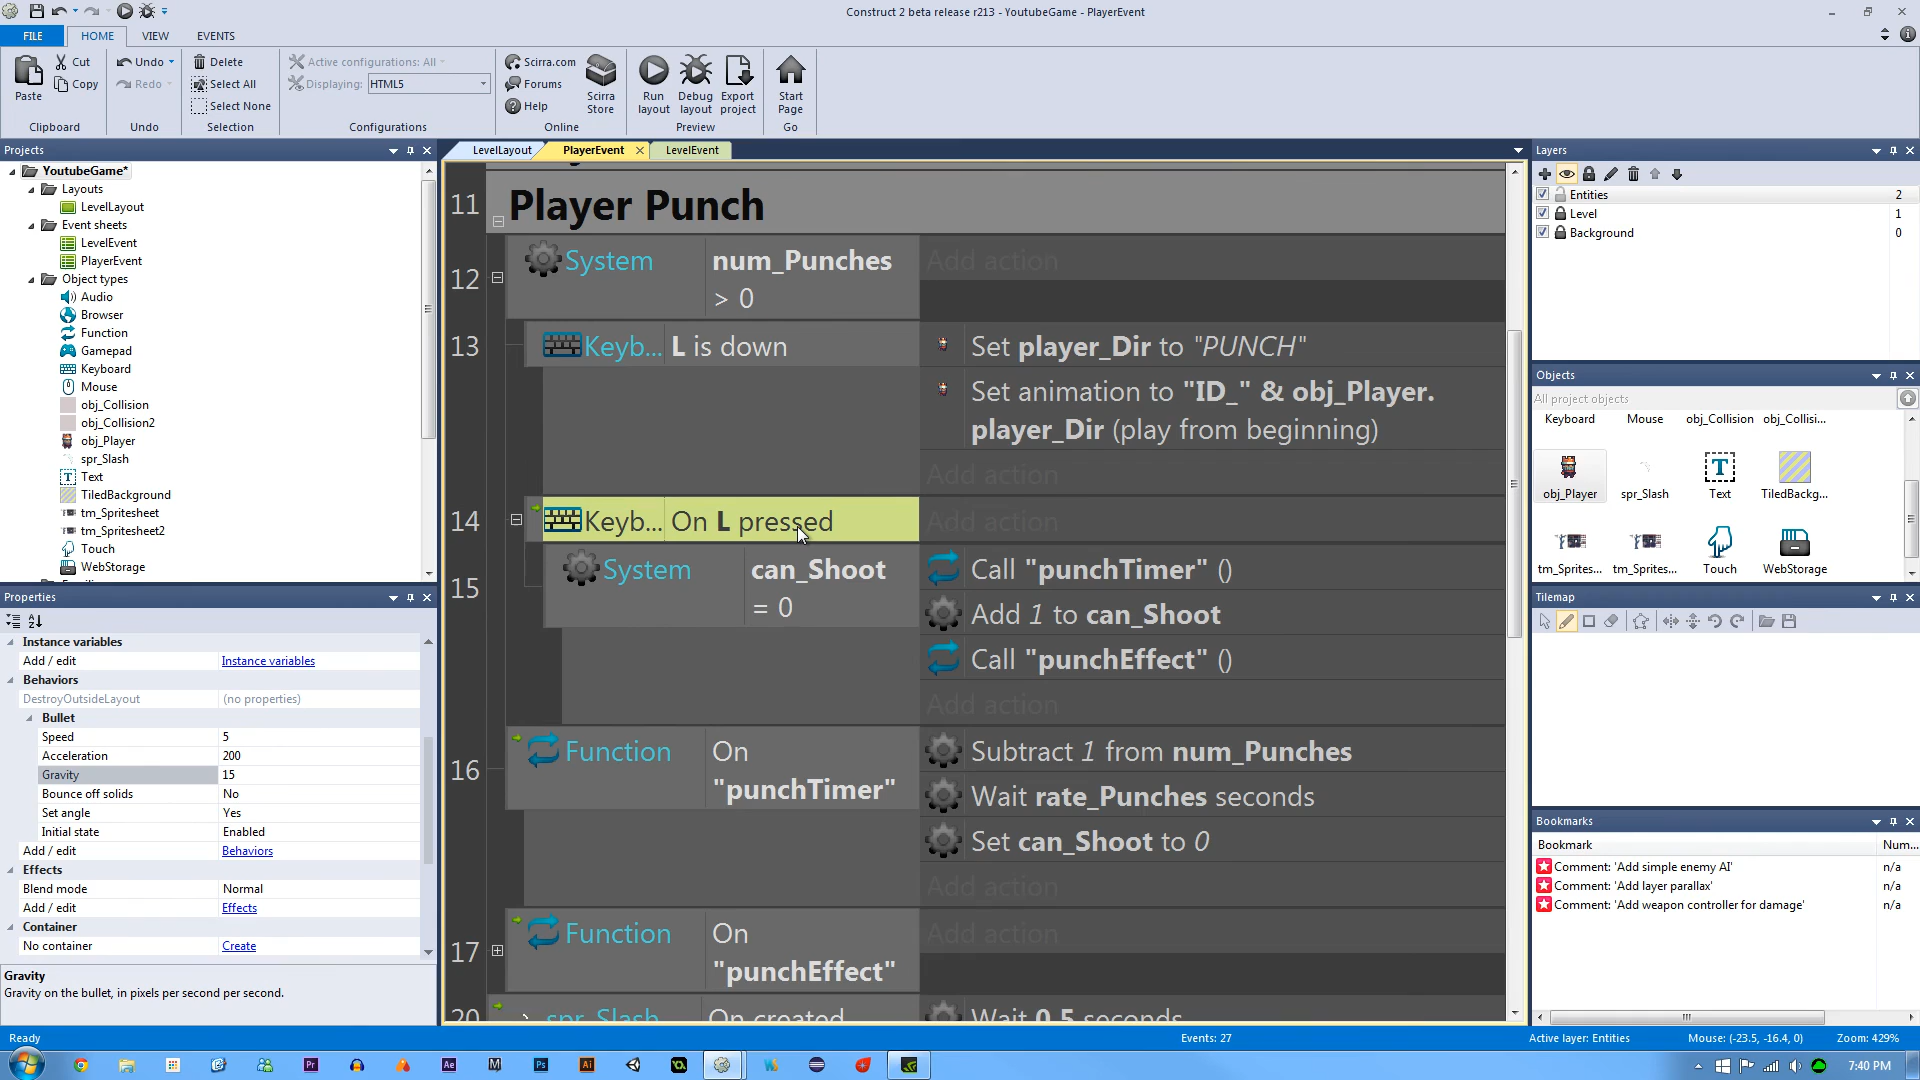 Construct 2 beta release r213 - YoutubeGame - PlayerEvent
FILE HOME VIEW EVENTS
Paste
Cut
Copy
Clipboard
Undo
Redo
Undo
Delete
Select All
Select None
Selection
Active configurations: All
Displaying: HTML5
Configurations
Scirra.com
Forums
Help
Scirra Store
Online
Run layout
Debug layout
Export project
Preview
Start Page
Go
Projects
YoutubeGame*
Layouts
LevelLayout
Event sheets
LevelEvent
PlayerEvent
Object types
Audio
Browser
Function
Gamepad
Keyboard
Mouse
obj_Collision
obj_Collision2
obj_Player
spr_Slash
Text
TiledBackground
tm_Spritesheet
tm_Spritesheet2
Touch
WebStorage
Properties
Instance variables
Add / edit Instance variables
Behaviors
DestroyOutsideLayout (no properties)
Bullet
Speed 5
Acceleration 200
Gravity 15
Bounce off solids No
Set angle Yes
Initial state Enabled
Add / edit Behaviors
Effects
Blend mode Normal
Add / edit Effects
Container
No container Create
Gravity
Gravity on the bullet, in pixels per second per second.
LevelLayout PlayerEvent LevelEvent
11 Player Punch
12 System num_Punches > 0 Add action
13 Keyb... L is down Set player_Dir to "PUNCH"
Set animation to "ID_" & obj_Player.
player_Dir (play from beginning)
Add action
14 Keyb... On L pressed Add action
15 System can_Shoot = 0 Call "punchTimer" ()
Add 1 to can_Shoot
Call "punchEffect" ()
Add action
16 Function On "punchTimer" Subtract 1 from num_Punches
Wait rate_Punches seconds
Set can_Shoot to 0
Add action
17 Function On "punchEffect" Add action
20 spr_Slash On created Wait 0.5 seconds
Layers
Entities 2
Level 1
Background 0
Objects
All project objects
Keyboard Mouse obj_Collision obj_Collisi...
obj_Player spr_Slash Text TiledBackg...
tm_Sprites... tm_Sprites... Touch WebStorage
Tilemap
Bookmarks
Bookmark Num...
Comment: 'Add simple enemy AI' n/a
Comment: 'Add layer parallax' n/a
Comment: 'Add weapon controller for damage' n/a
Ready Events: 27 Active layer: Entities Mouse: (-23.5, -16.4, 0) Zoom: 429%
7:40 PM